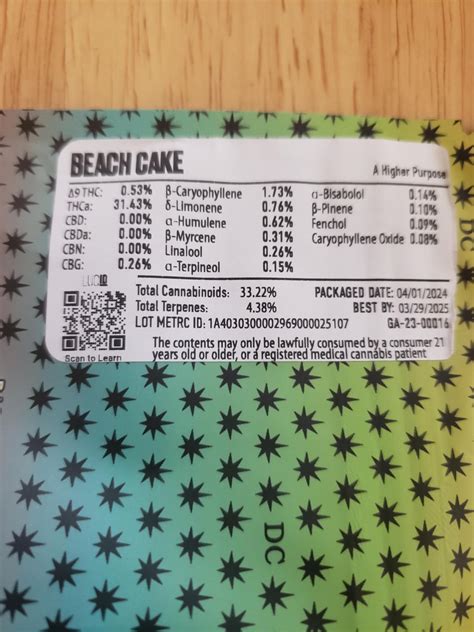 BEACH CAKE
A Higher Purpose
Δ9 THC: 0.53% β-Caryophyllene 1.73% α-Bisabolol 0.14%
THCa: 31.43% δ-Limonene 0.76% β-Pinene 0.10%
CBD: 0.00% α-Humulene 0.62% Fenchol 0.09%
CBDa: 0.00% β-Myrcene 0.31% Caryophyllene Oxide 0.08%
CBN: 0.00% Linalool 0.26%
CBG: 0.26% α-Terpineol 0.15%
LUCID
Total Cannabinoids: 33.22% PACKAGED DATE: 04/01/2024
Total Terpenes: 4.38% BEST BY: 03/29/2025
LOT METRC ID: 1A4030300002969000025107 GA-23-00016
The contents may only be lawfully consumed by a consumer 21
years old or older, or a registered medical cannabis patient
Scan to Learn
DC
DC